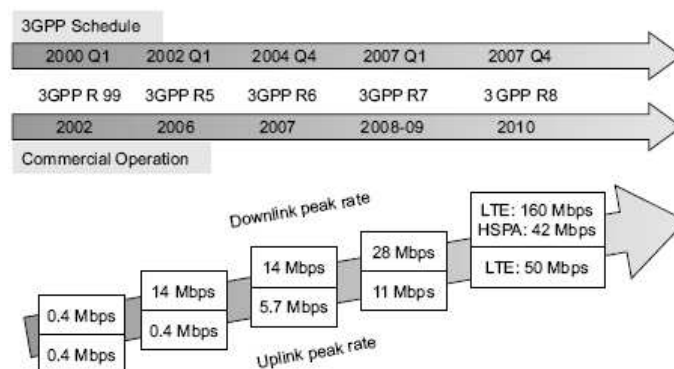 3GPP Schedule
2000 Q1 2002 Q1 2004 Q4 2007 Q1 2007 Q4
3GPP R 99 3GPP R5 3GPP R6 3GPP R7 3 GPP R8
2002 2006 2007 2008-09 2010
Commercial Operation
Downlink peak rate
LTE: 160 Mbps
HSPA: 42 Mbps
28 Mbps
14 Mbps
14 Mbps
LTE: 50 Mbps
11 Mbps
5.7 Mbps
0.4 Mbps
0.4 Mbps
0.4 Mbps
Uplink peak rate